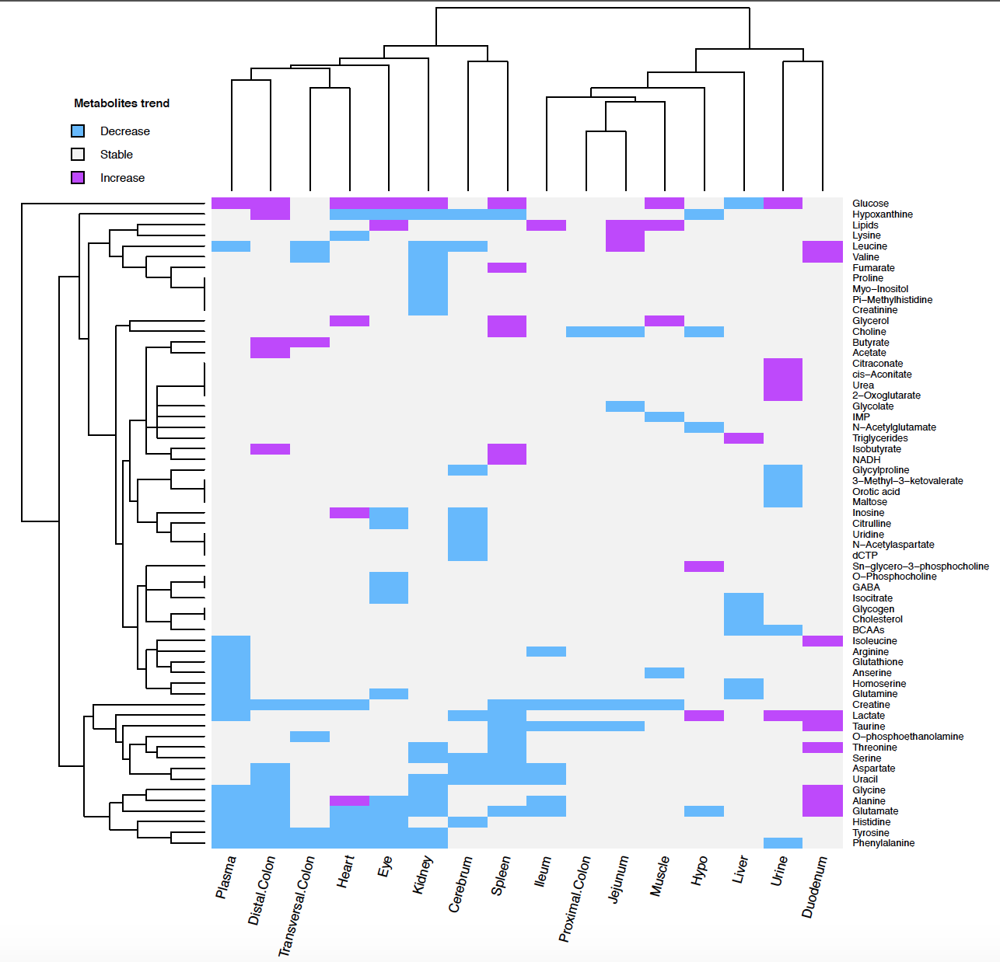 Metabolites trend
Decrease
Stable
Increase
Glucose
Hypoxanthine
Lipids
Lysine
Leucine
Valine
Fumarate
Proline
Myo−Inositol
Pi−Methylhistidine
Creatinine
Glycerol
Choline
Butyrate
Acetate
Citraconate
cis−Aconitate
Urea
2−Oxoglutarate
Glycolate
IMP
N−Acetylglutamate
Triglycerides
Isobutyrate
NADH
Glycylproline
3−Methyl−3−ketovalerate
Orotic acid
Maltose
Inosine
Citrulline
Uridine
N−Acetylaspartate
dCTP
Sn−glycero−3−phosphocholine
O−Phosphocholine
GABA
Isocitrate
Glycogen
Cholesterol
BCAAs
Isoleucine
Arginine
Glutathione
Anserine
Homoserine
Glutamine
Creatine
Lactate
Taurine
O−phosphoethanolamine
Threonine
Serine
Aspartate
Uracil
Glycine
Alanine
Glutamate
Histidine
Tyrosine
Phenylalanine
Plasma
Distal.Colon
Transversal.Colon
Heart
Eye
Kidney
Cerebrum
Spleen
Ileum
Proximal.Colon
Jejunum
Muscle
Hypo
Liver
Urine
Duodenum